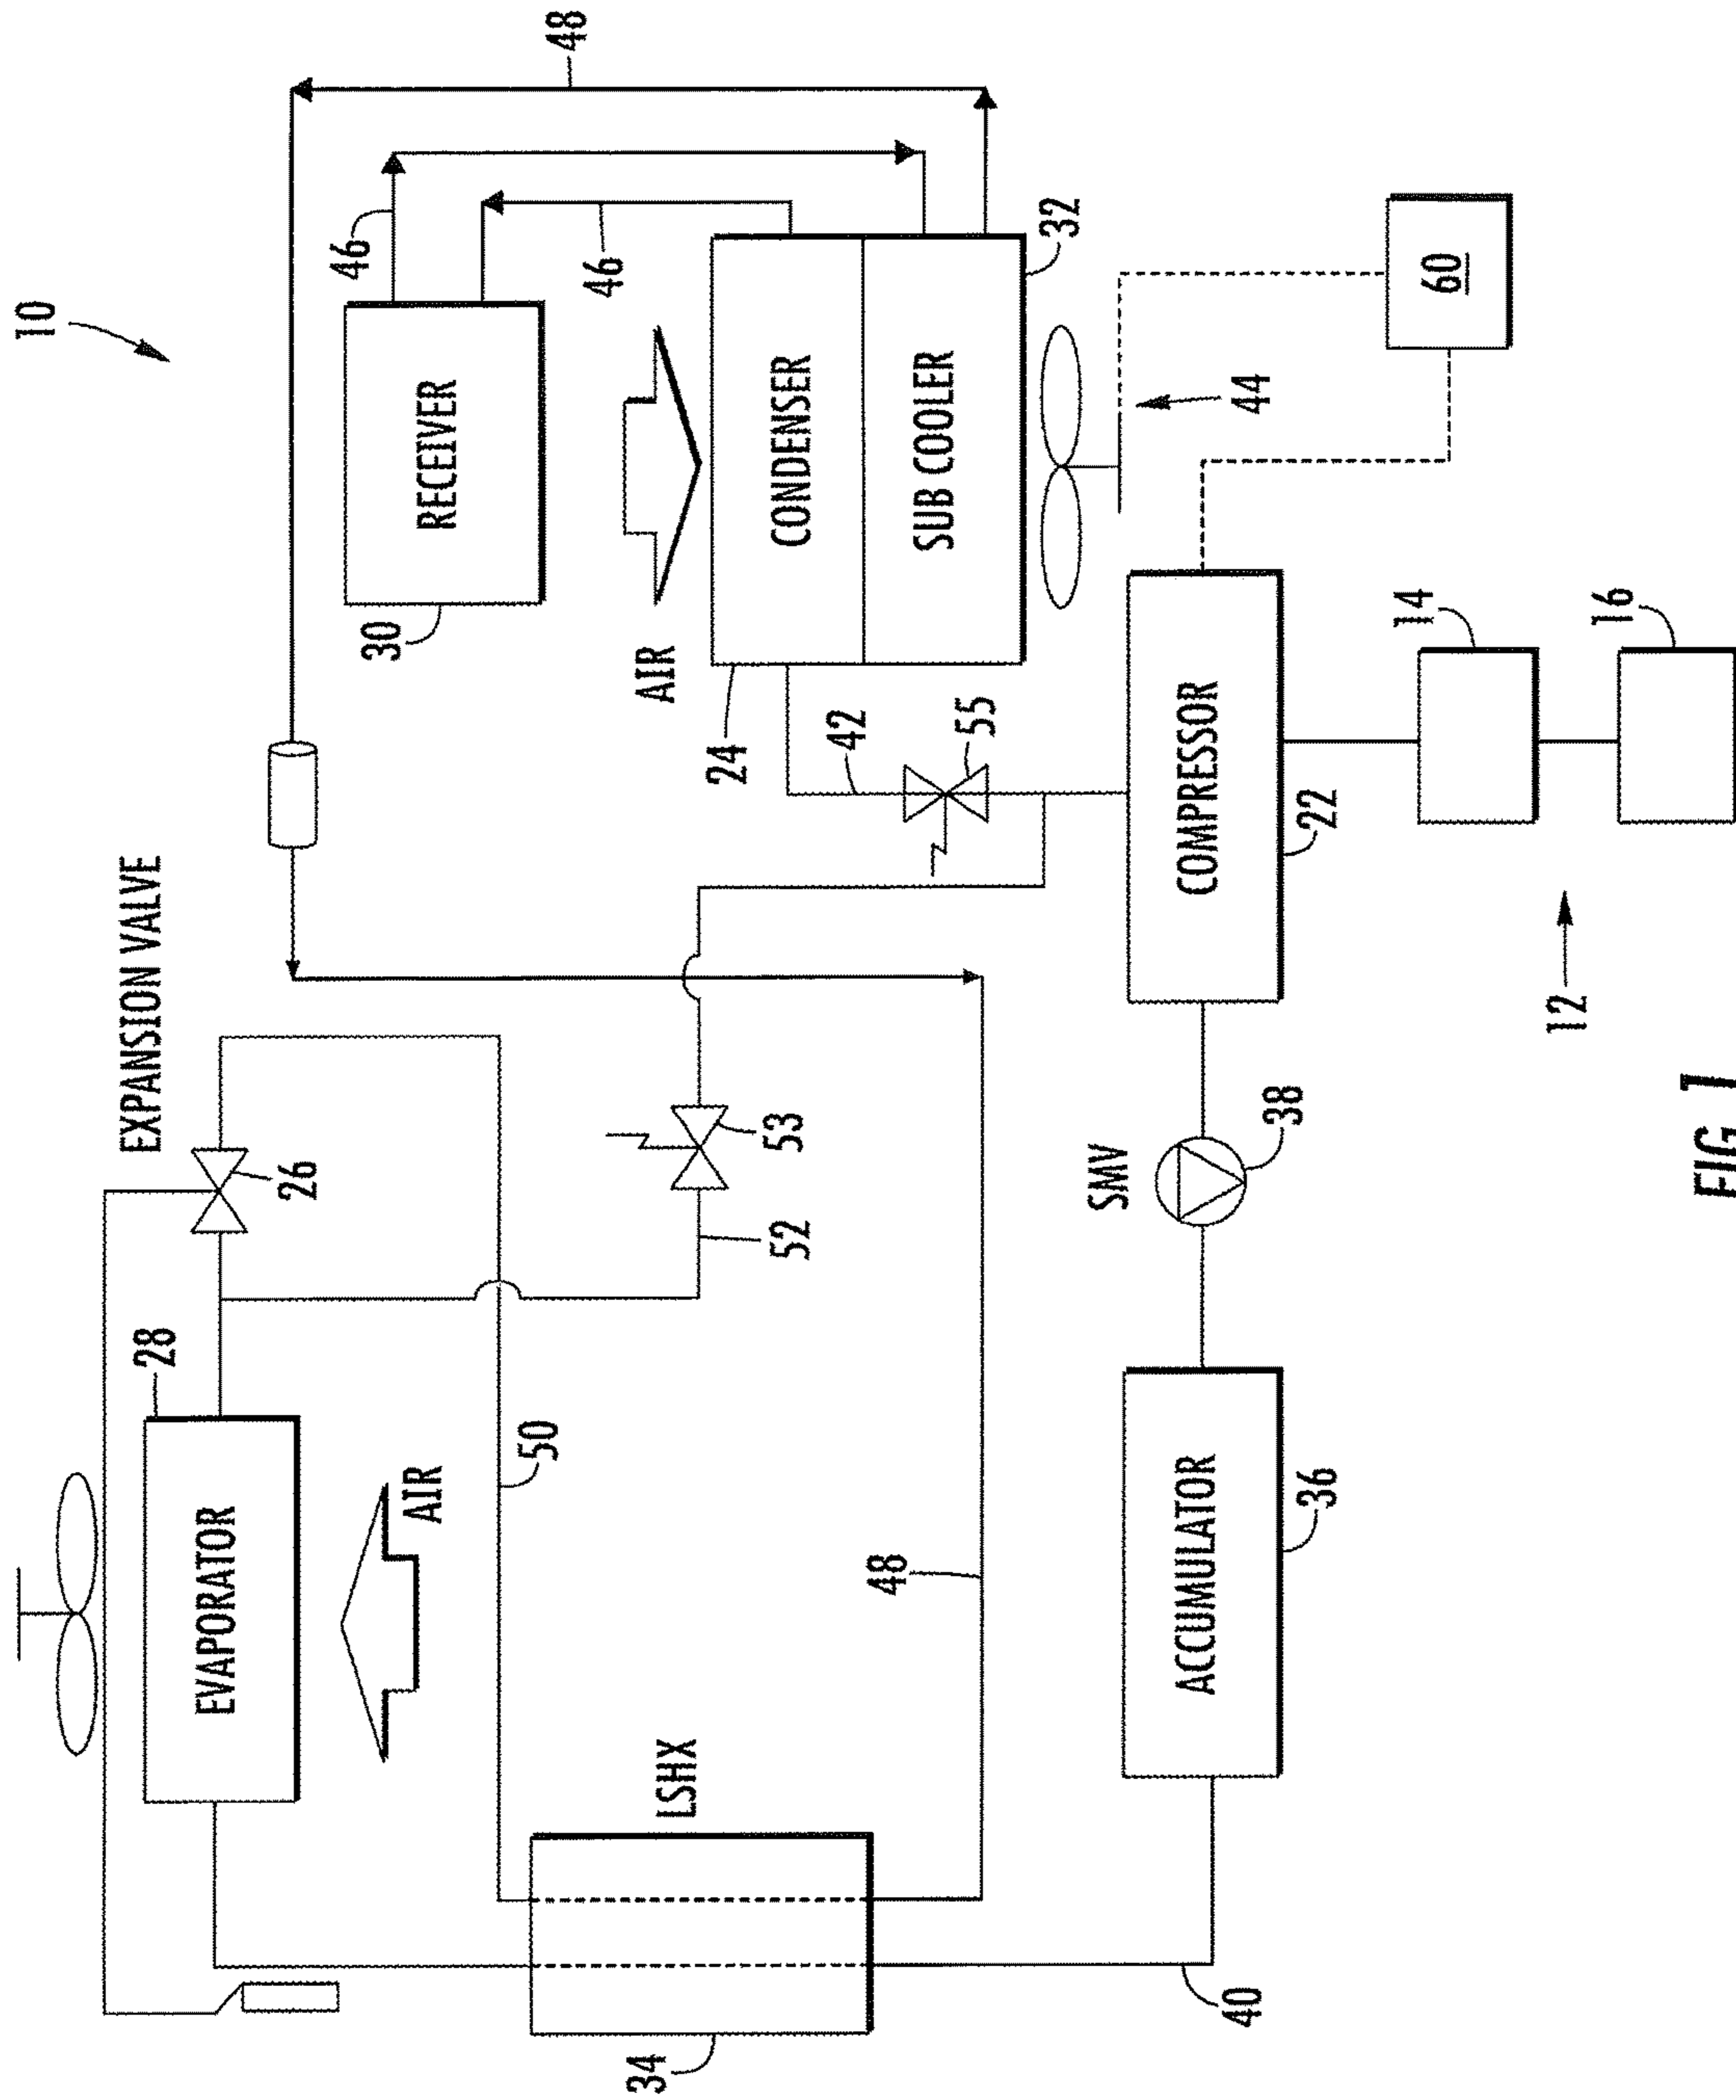 10
48
46
46
RECEIVER
30
AIR
CONDENSER
SUB COOLER
32
24
42
55
44
60
EXPANSION VALVE
26
28
EVAPORATOR
AIR
50
53
52
48
LSHX
34
SMV
38
COMPRESSOR
22
14
16
12
ACCUMULATOR
36
40
FIG. 1